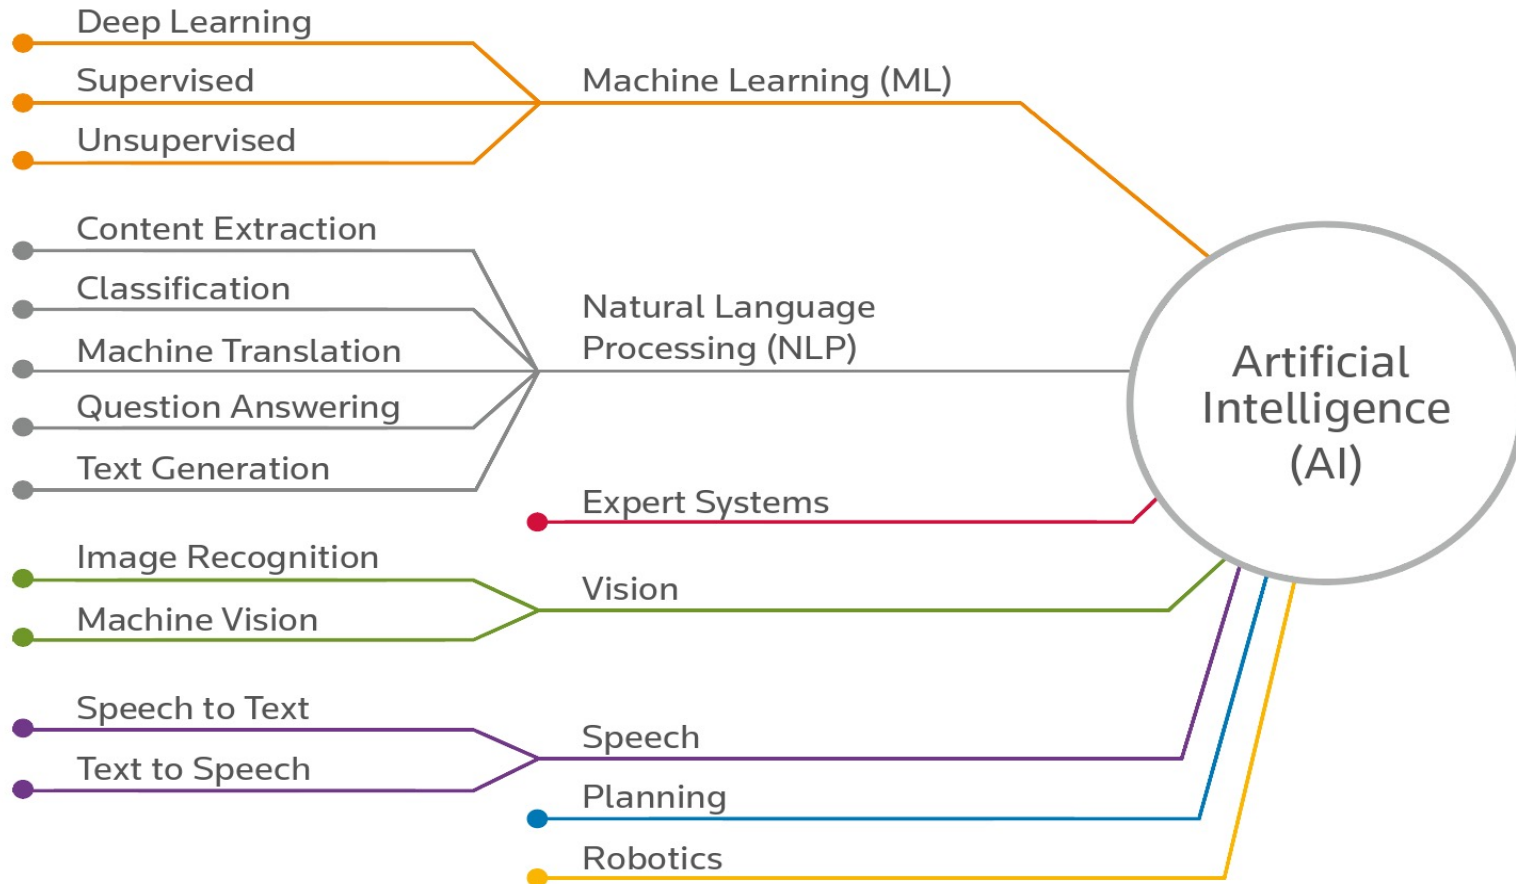 Deep Learning
Supervised
Unsupervised
Machine Learning (ML)
Content Extraction
Classification
Machine Translation
Question Answering
Text Generation
Natural Language
Processing (NLP)
Expert Systems
Image Recognition
Machine Vision
Vision
Speech to Text
Text to Speech
Speech
Planning
Robotics
Artificial
Intelligence
(AI)